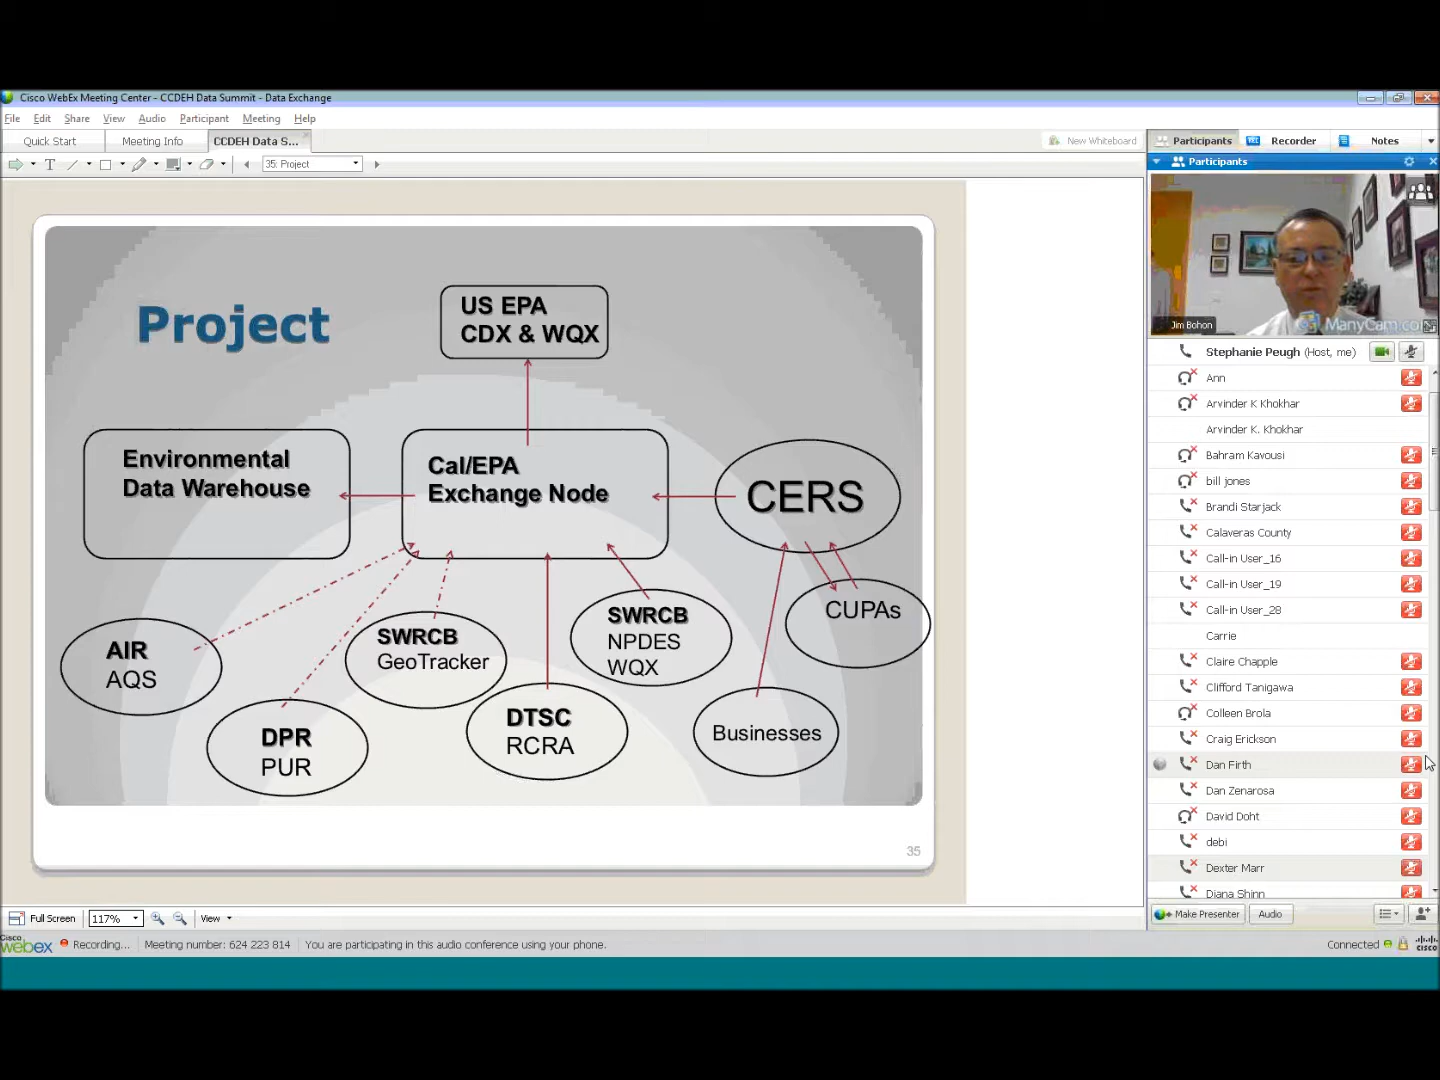 Cisco WebEx Meeting Center - CCDEH Data Summit - Data Exchange
File Edit Share View Audio Participant Meeting Help
Quick Start Meeting Info CCDEH Data S... New Whiteboard
Participants Recorder Notes
35: Project
Participants
Project
US EPA
CDX & WQX
Environmental
Data Warehouse
Cal/EPA
Exchange Node
CERS
AIR
AQS
DPR
PUR
SWRCB
GeoTracker
DTSC
RCRA
SWRCB
NPDES
WQX
Businesses
CUPAs
35
Jim Bohon
ManyCam.co
Stephanie Peugh (Host, me)
Ann
Arvinder K Khokhar
Arvinder K. Khokhar
Bahram Kavousi
bill jones
Brandi Starjack
Calaveras County
Call-in User_16
Call-in User_19
Call-in User_28
Carrie
Claire Chapple
Clifford Tanigawa
Colleen Brola
Craig Erickson
Dan Firth
Dan Zenarosa
David Doht
debi
Dexter Marr
Diana Shinn
Full Screen 117% View
Make Presenter Audio
Cisco webex Recording... Meeting number: 624 223 814 You are participating in this audio conference using your phone. Connected cisco